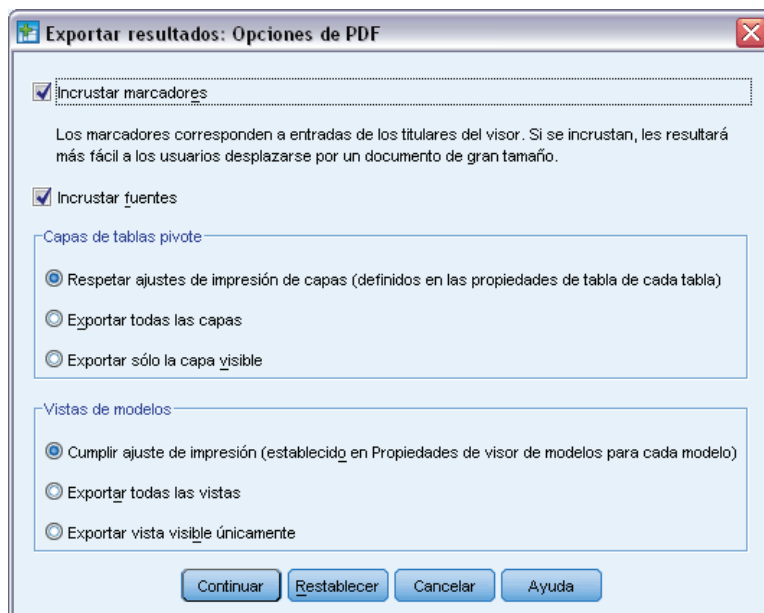 Exportar resultados: Opciones de PDF
Incrustar marcadores
Los marcadores corresponden a entradas de los titulares del visor. Si se incrustan, les resultará
más fácil a los usuarios desplazarse por un documento de gran tamaño.
Incrustar fuentes
Capas de tablas pivote
Respetar ajustes de impresión de capas (definidos en las propiedades de tabla de cada tabla)
Exportar todas las capas
Exportar sólo la capa visible
Vistas de modelos
Cumplir ajuste de impresión (establecido en Propiedades de visor de modelos para cada modelo)
Exportar todas las vistas
Exportar vista visible únicamente
Continuar Restablecer Cancelar Ayuda